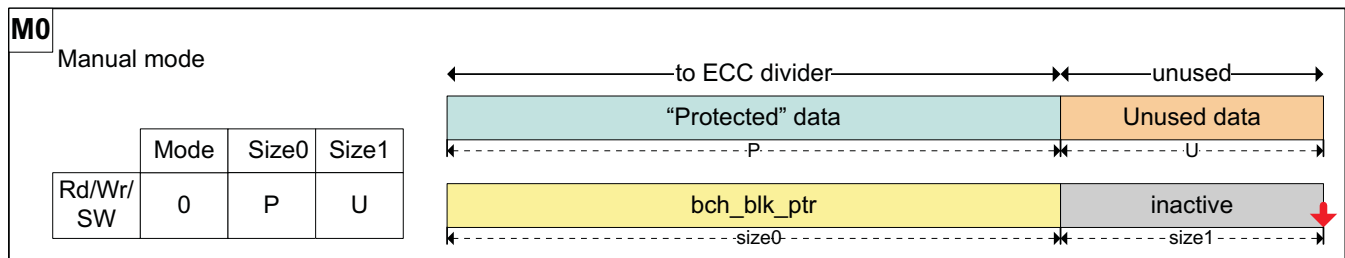 M0
Manual mode
to ECC divider unused
“Protected” data Unused data
P U
Mode Size0 Size1
Rd/Wr/
SW 0 P U
bch_blk_ptr inactive
size0 size1